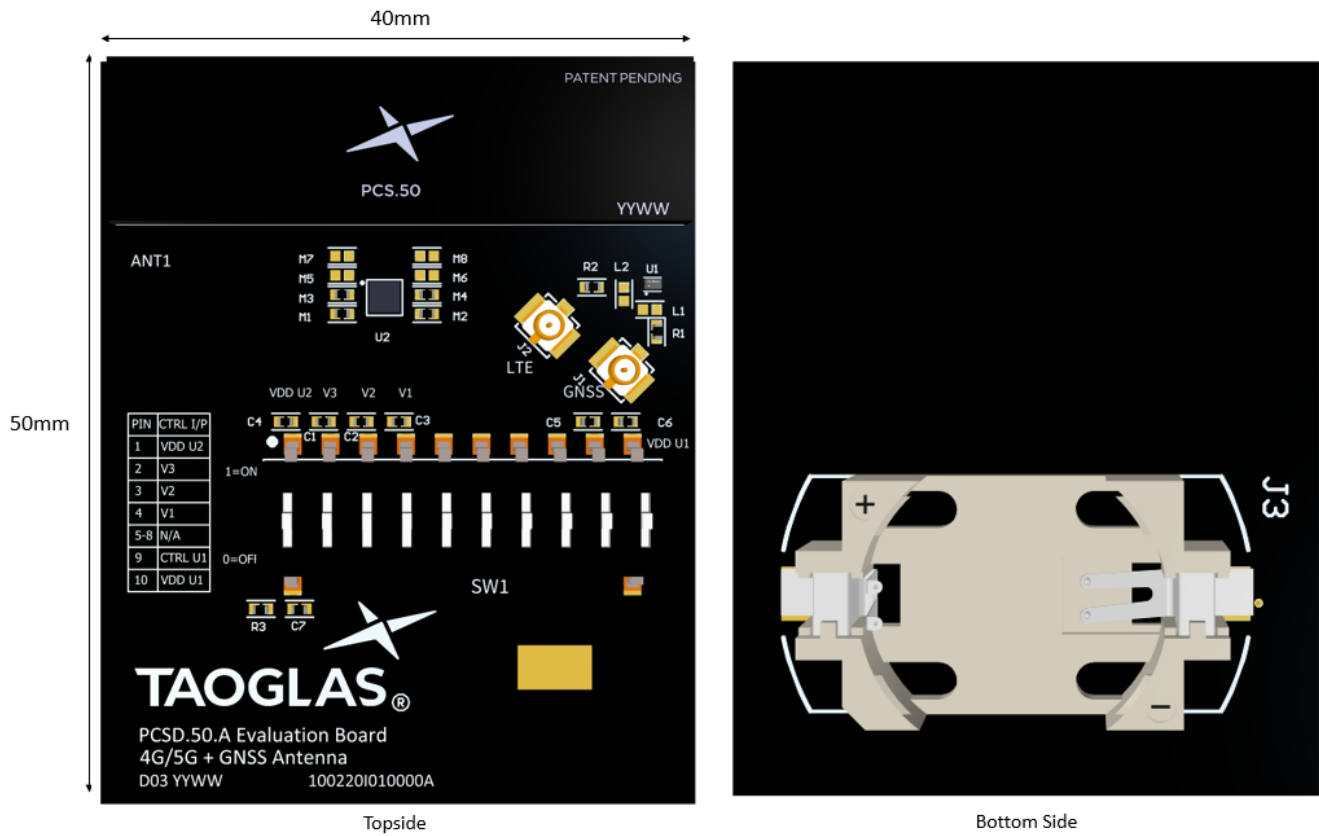 40mm
50mm
PATENT PENDING
PCS.50
YYWW
ANT1
M7
M8
M5
M6
M3
M4
M1
M2
U2
R2
L2
U1
L1
R1
J2
LTE
J1
GNSS
VDD U2
V3
V2
V1
C4
C1
C2
C3
C5
C6
VDD U1
PIN CTRL I/P
1 VDD U2
2 V3
3 V2
4 V1
5-8 N/A
9 CTRL U1
10 VDD U1
1=ON
0=OFF
SW1
R3
C7
TAOGLAS®
PCSD.50.A Evaluation Board
4G/5G + GNSS Antenna
D03 YYWW 100220I010000A
Topside
+
J3
−
Bottom Side